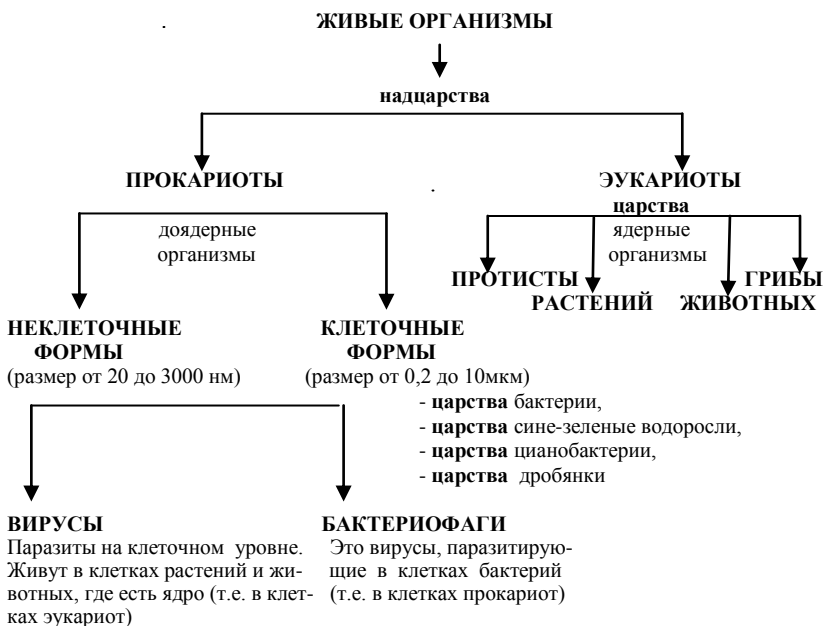 ЖИВЫЕ ОРГАНИЗМЫ
надцарства
ПРОКАРИОТЫ
ЭУКАРИОТЫ
царства
доядерные
организмы
ядерные
организмы
ПРОТИСТЫ
ГРИБЫ
РАСТЕНИЙ
ЖИВОТНЫХ
НЕКЛЕТОЧНЫЕ
ФОРМЫ
(размер от 20 до 3000 нм)
КЛЕТОЧНЫЕ
ФОРМЫ
(размер от 0,2 до 10мкм)
- царства бактерии,
- царства сине-зеленые водоросли,
- царства цианобактерии,
- царства дробянки
ВИРУСЫ
Паразиты на клеточном уровне.
Живут в клетках растений и жи-
вотных, где есть ядро (т.е. в клет-
ках эукариот)
БАКТЕРИОФАГИ
Это вирусы, паразитирую-
щие в клетках бактерий
(т.е. в клетках прокариот)